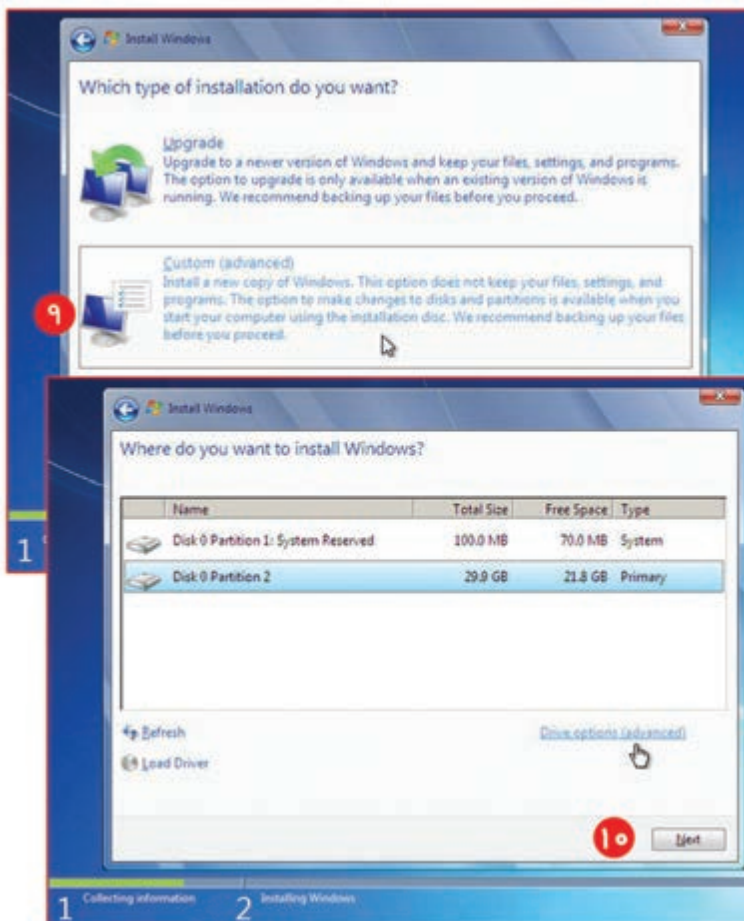 Install Windows
Which type of installation do you want?
Upgrade
Upgrade to a newer version of Windows and keep your files, settings, and programs.
The option to upgrade is only available when an existing version of Windows is
running. We recommend backing up your files before you proceed.
Custom (advanced)
Install a new copy of Windows. This option does not keep your files, settings, and
programs. The option to make changes to disks and partitions is available when you
start your computer using the installation disc. We recommend backing up your files
before you proceed.
٩
1
Install Windows
Where do you want to install Windows?
Name Total Size Free Space Type
Disk 0 Partition 1: System Reserved 100.0 MB 70.0 MB System
Disk 0 Partition 2 29.9 GB 21.8 GB Primary
Refresh Drive options (advanced)
Load Driver
١٠ Next
1 Collecting information 2 Installing Windows